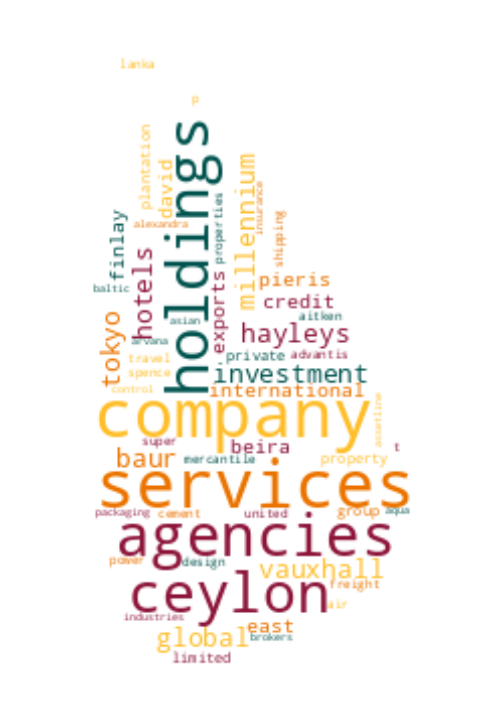 lanka
p
holdings
plantation
david
millennium
insurance
properties
alexandra
finlay
shipping
hotels
exports
baltic
pieris
credit
tokyo
asian
aitken
hayleys
arvana
travel
private
advantis
spence
investment
control
international
company
assetline
super
beira
t
baur
mercantile
property
services
packaging
cement
united
group
aqua
agencies
power
design
vauxhall
freight
ceylon
air
industries
east
global
brokers
limited